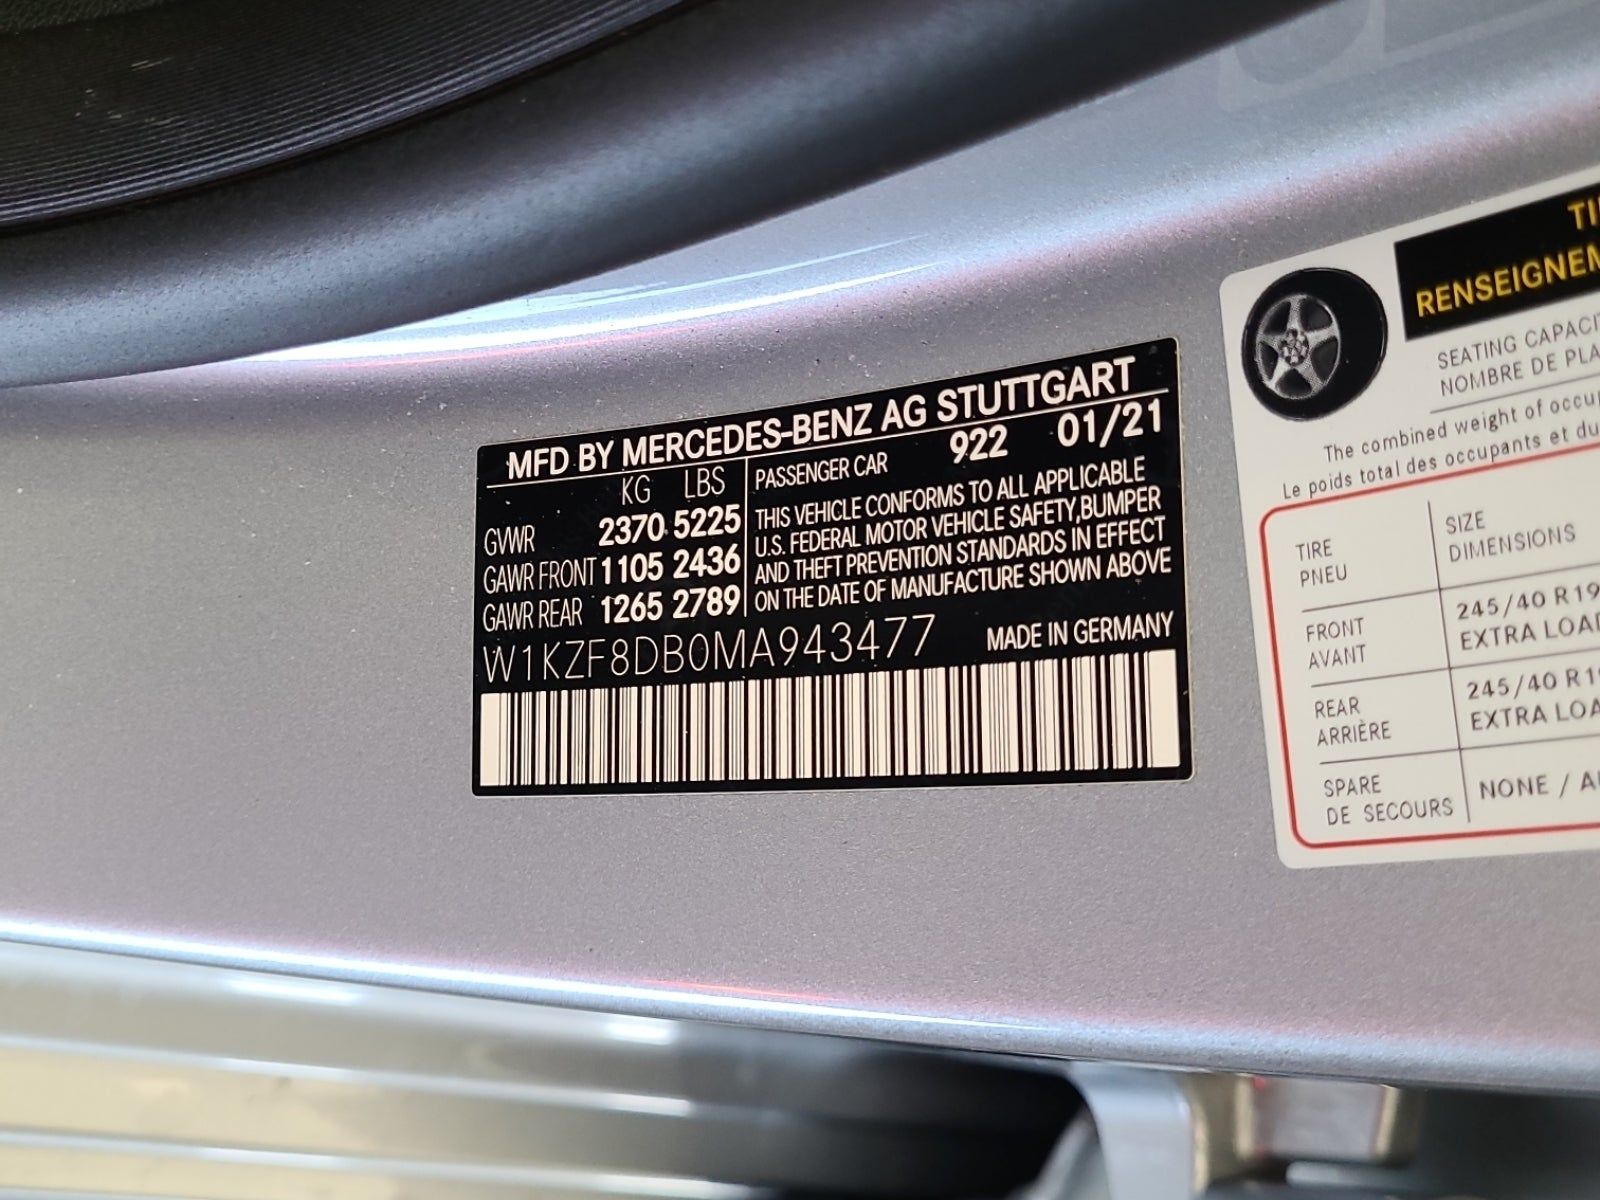 MFD BY MERCEDES-BENZ AG STUTTGART
KG LBS
GVWR 2370 5225
GAWR FRONT 1105 2436
GAWR REAR 1265 2789
PASSENGER CAR 922 01/21
THIS VEHICLE CONFORMS TO ALL APPLICABLE
U.S. FEDERAL MOTOR VEHICLE SAFETY,BUMPER
AND THEFT PREVENTION STANDARDS IN EFFECT
ON THE DATE OF MANUFACTURE SHOWN ABOVE
W1KZF8DB0MA943477 MADE IN GERMANY
RENSEIGNEM
SEATING CAPACI
NOMBRE DE PLA
The combined weight of occup
Le poids total des occupants et du
TIRE
PNEU
SIZE
DIMENSIONS
FRONT
AVANT
245/40 R19
EXTRA LOAD
REAR
ARRIÈRE
245/40 R19
EXTRA LOA
SPARE
DE SECOURS
NONE / A